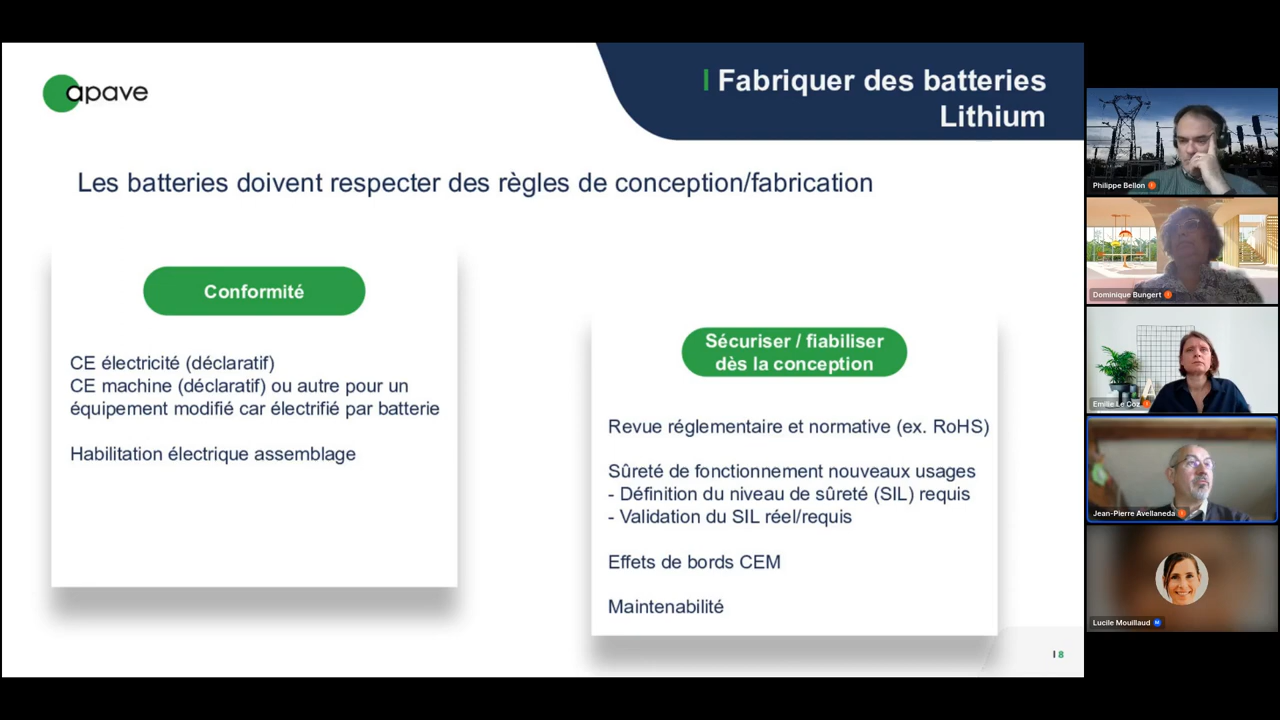 apave
Fabriquer des batteries
Lithium
Les batteries doivent respecter des règles de conception/fabrication
Conformité
CE électricité (déclaratif)
CE machine (déclaratif) ou autre pour un
équipement modifié car électrifié par batterie
Habilitation électrique assemblage
Sécuriser / fiabiliser
dès la conception
Revue réglementaire et normative (ex. RoHS)
Sûreté de fonctionnement nouveaux usages
- Définition du niveau de sûreté (SIL) requis
- Validation du SIL réel/requis
Effets de bords CEM
Maintenabilité
8
Philippe Bellon
Dominique Bungert
Emilie Le Coz
Jean-Pierre Avellaneda
Lucile Mouillaud
M